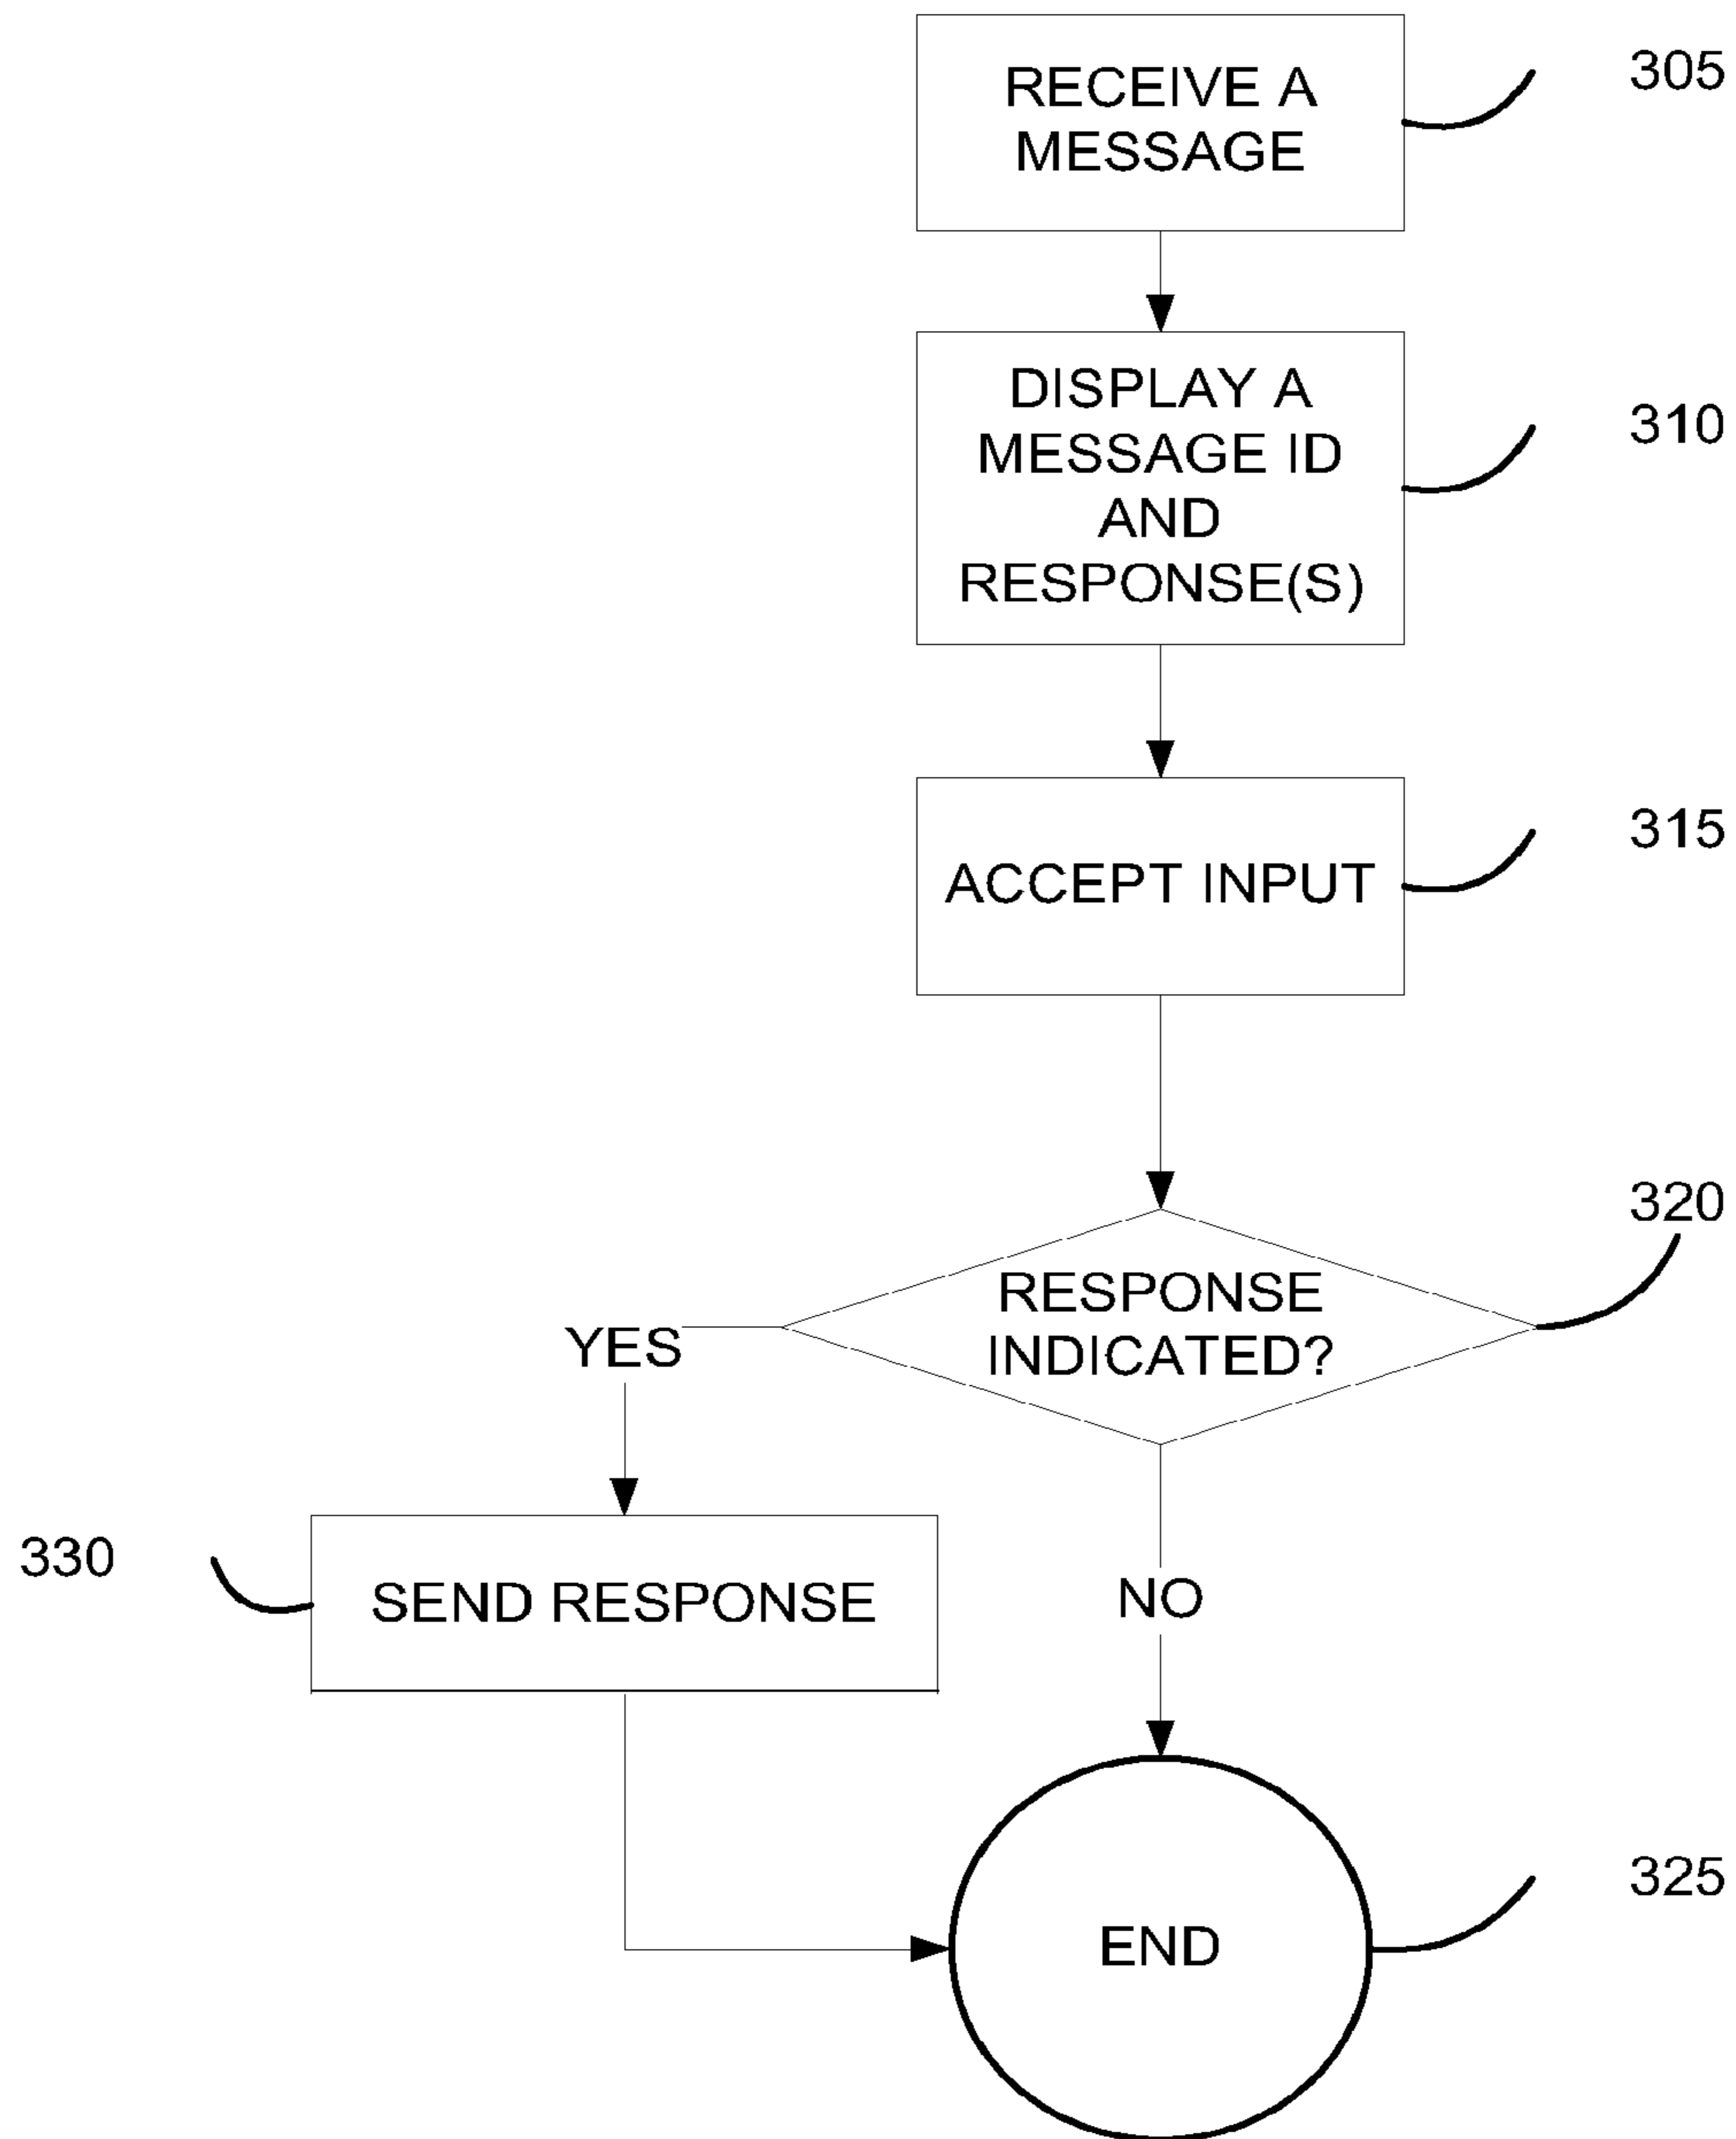 RECEIVE A
MESSAGE
305
DISPLAY A
MESSAGE ID
AND
RESPONSE(S)
310
ACCEPT INPUT
315
320
RESPONSE
INDICATED?
YES
330
SEND RESPONSE
NO
325
END